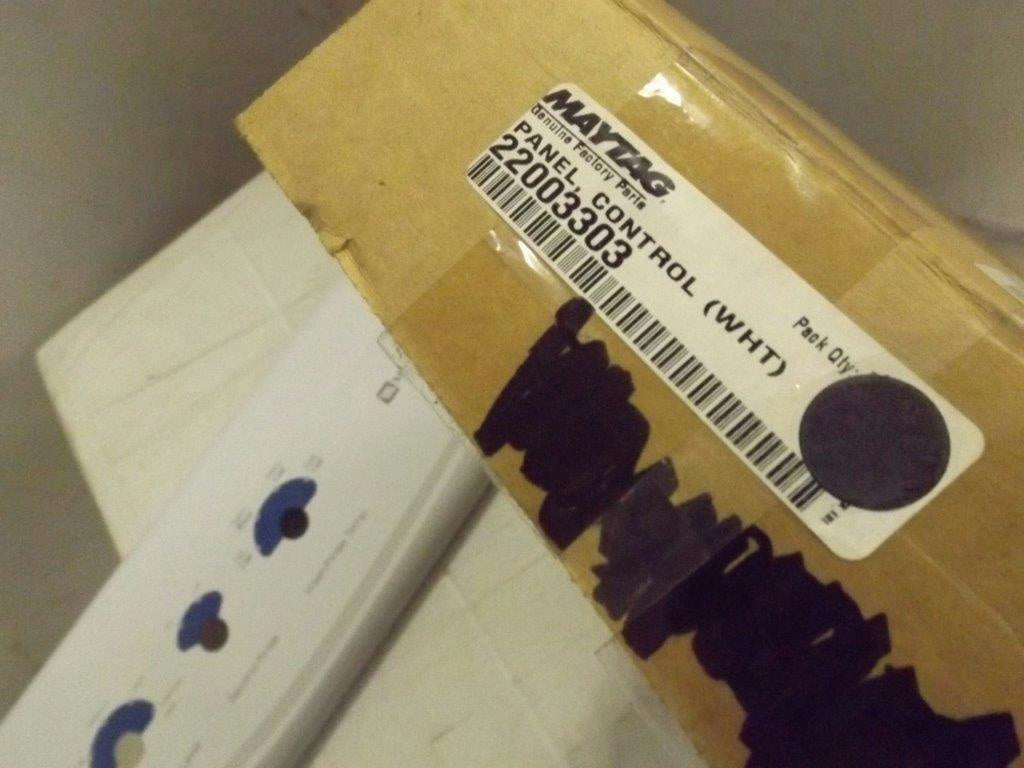 MAYTAG
Genuine Factory Parts
PANEL, CONTROL (WHT)
22003303
Pack Qty: